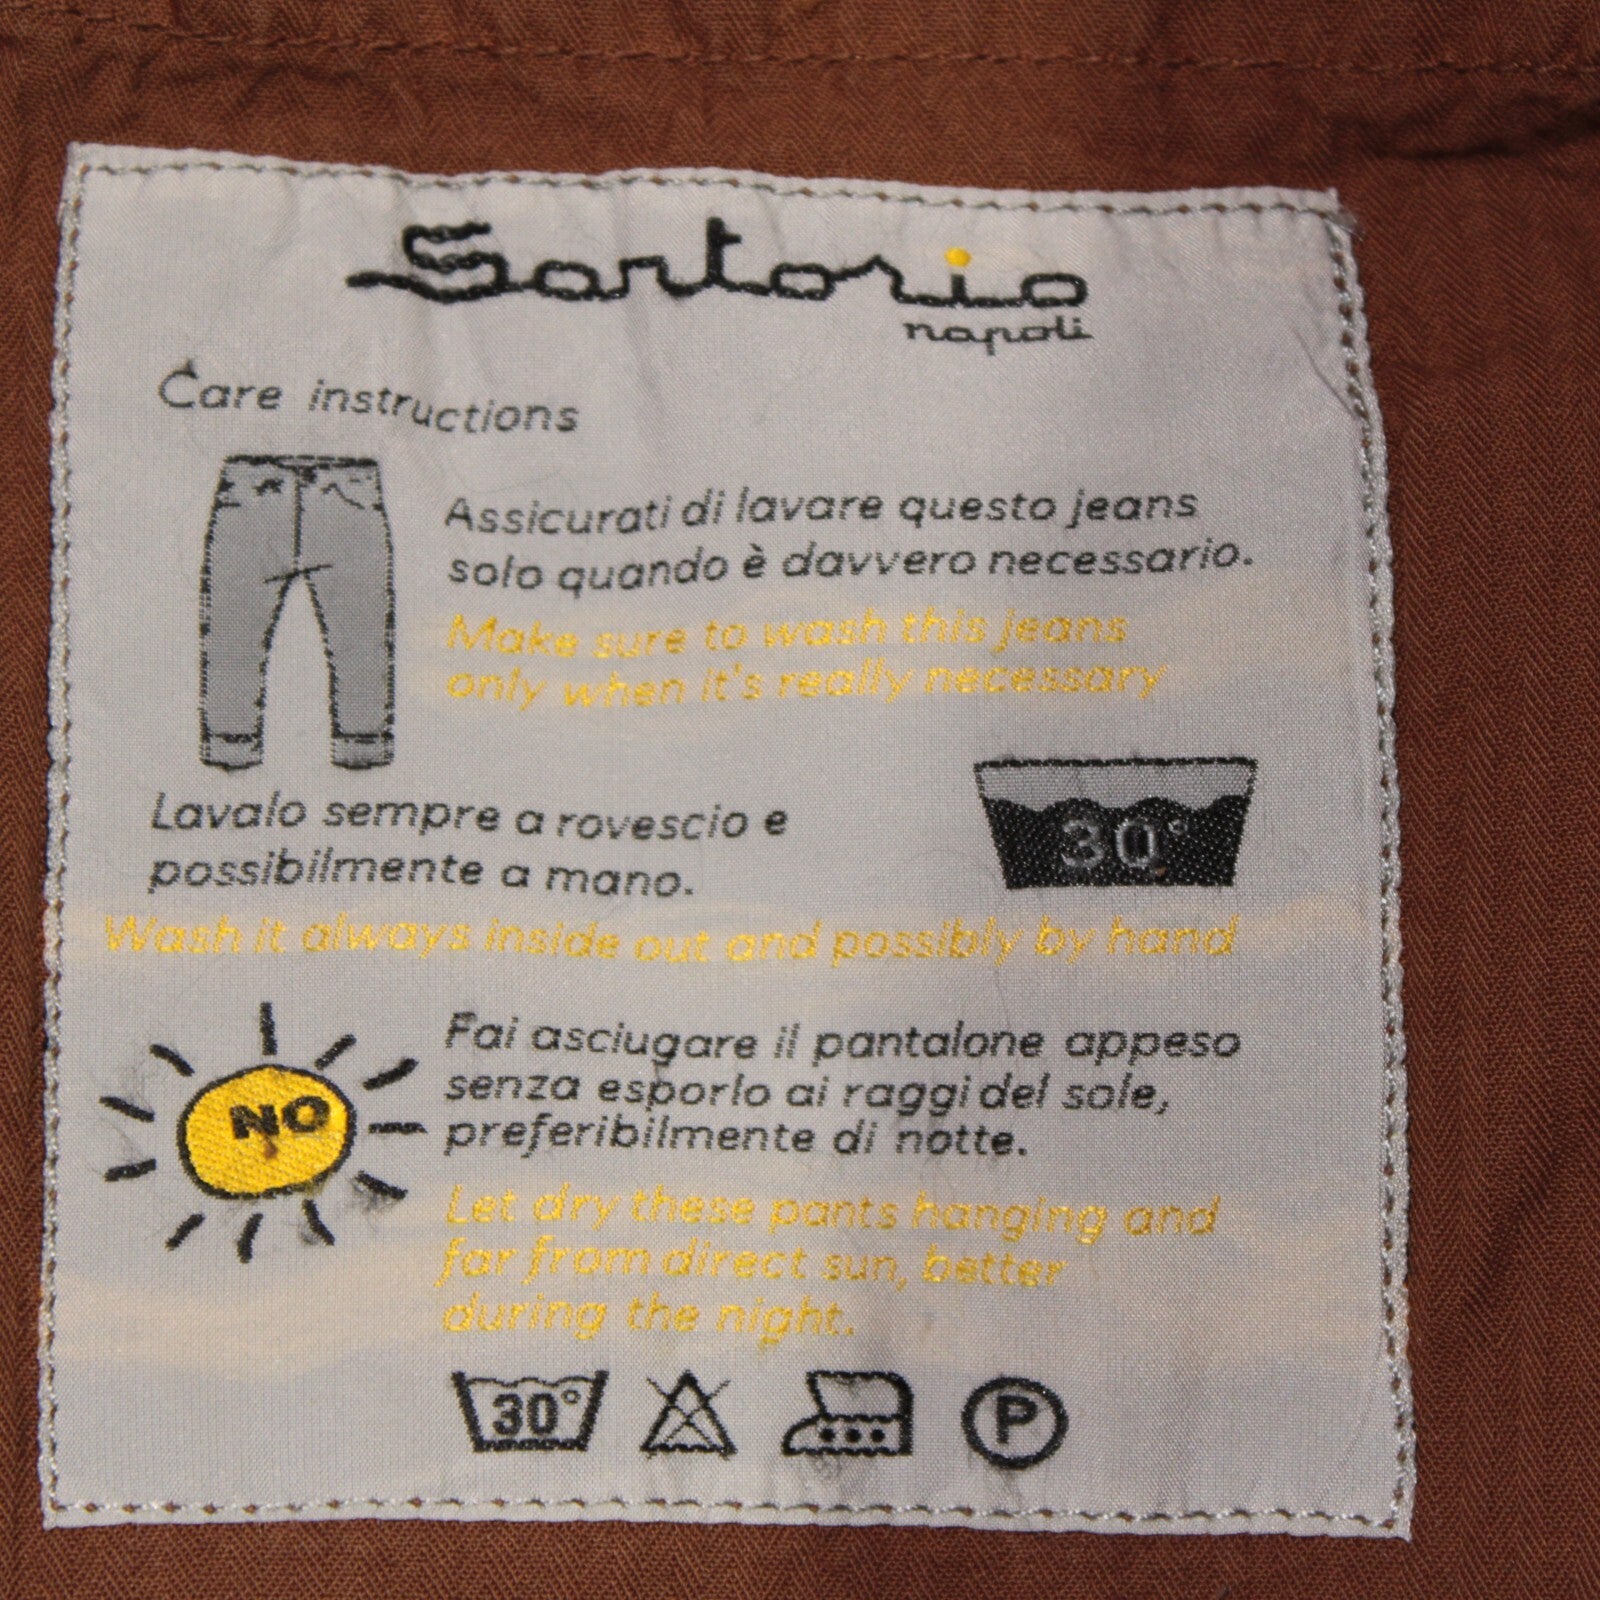 Sartorio
napoli
Care instructions
Assicurati di lavare questo jeans
solo quando è davvero necessario.
Make sure to wash this jeans
only when it's really necessary
30°
Lavalo sempre a rovescio e
possibilmente a mano.
Wash it always inside out and possibly by hand
NO
Fai asciugare il pantalone appeso
senza esporlo ai raggi del sole,
preferibilmente di notte.
Let dry these pants hanging and
far from direct sun, better
during the night.
30° P